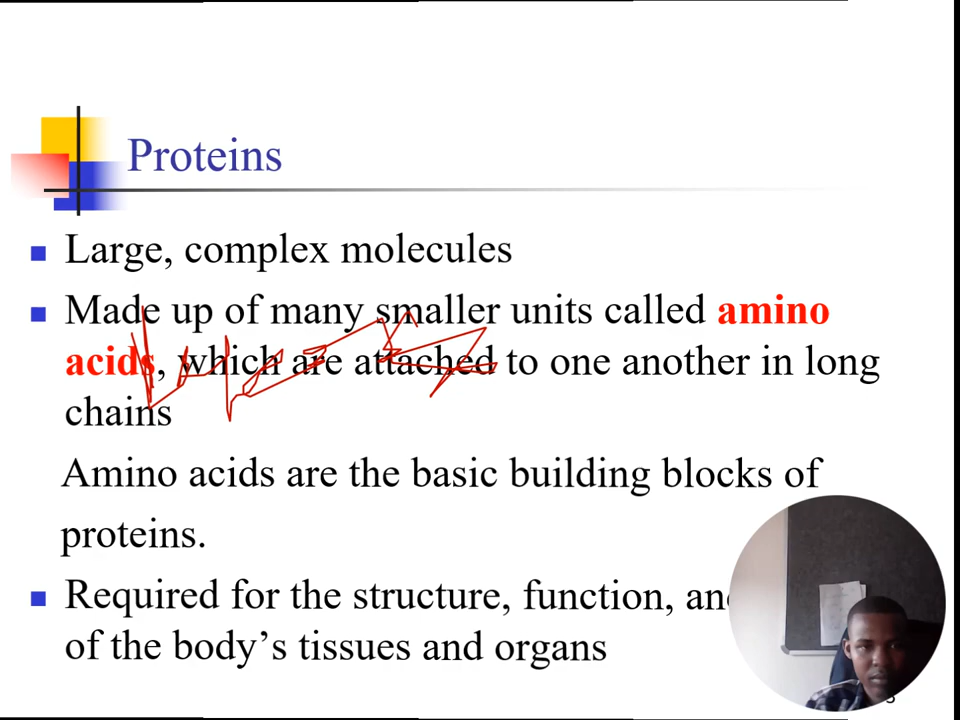 Proteins
Large, complex molecules
Made up of many smaller units called amino
acids, which are attached to one another in long
chains
Amino acids are the basic building blocks of
proteins.
Required for the structure, function, and
of the body's tissues and organs